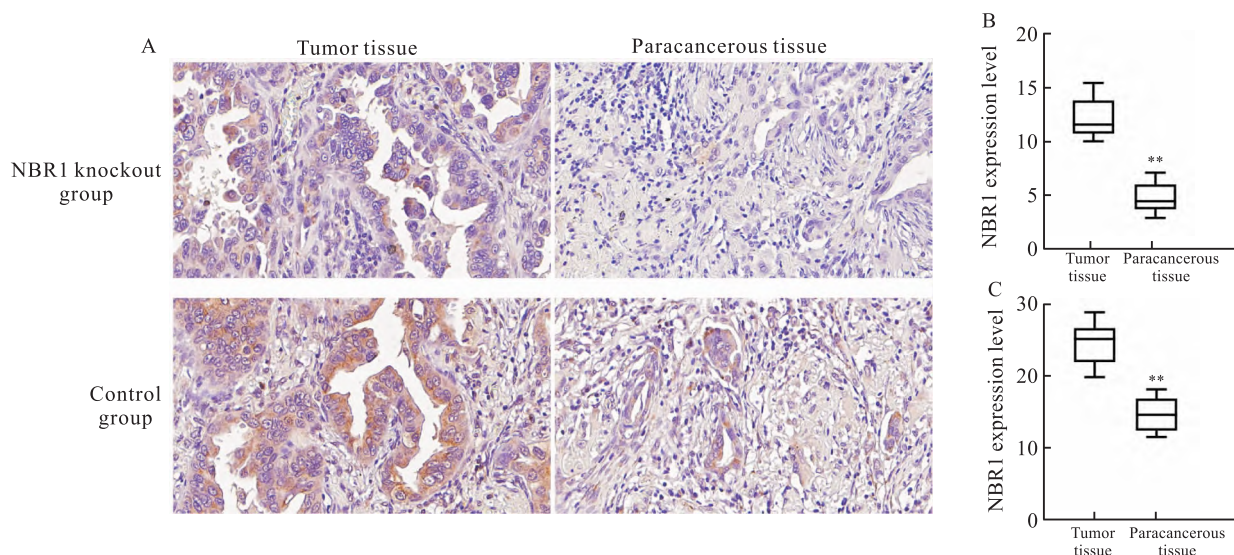 A
Tumor tissue
Paracancerous tissue
NBR1 knockout
group
Control
group
B
NBR1 expression level
20
15
10
5
0
**
Tumor
tissue
Paracancerous
tissue
C
NBR1 expression level
30
20
10
0
**
Tumor
tissue
Paracancerous
tissue